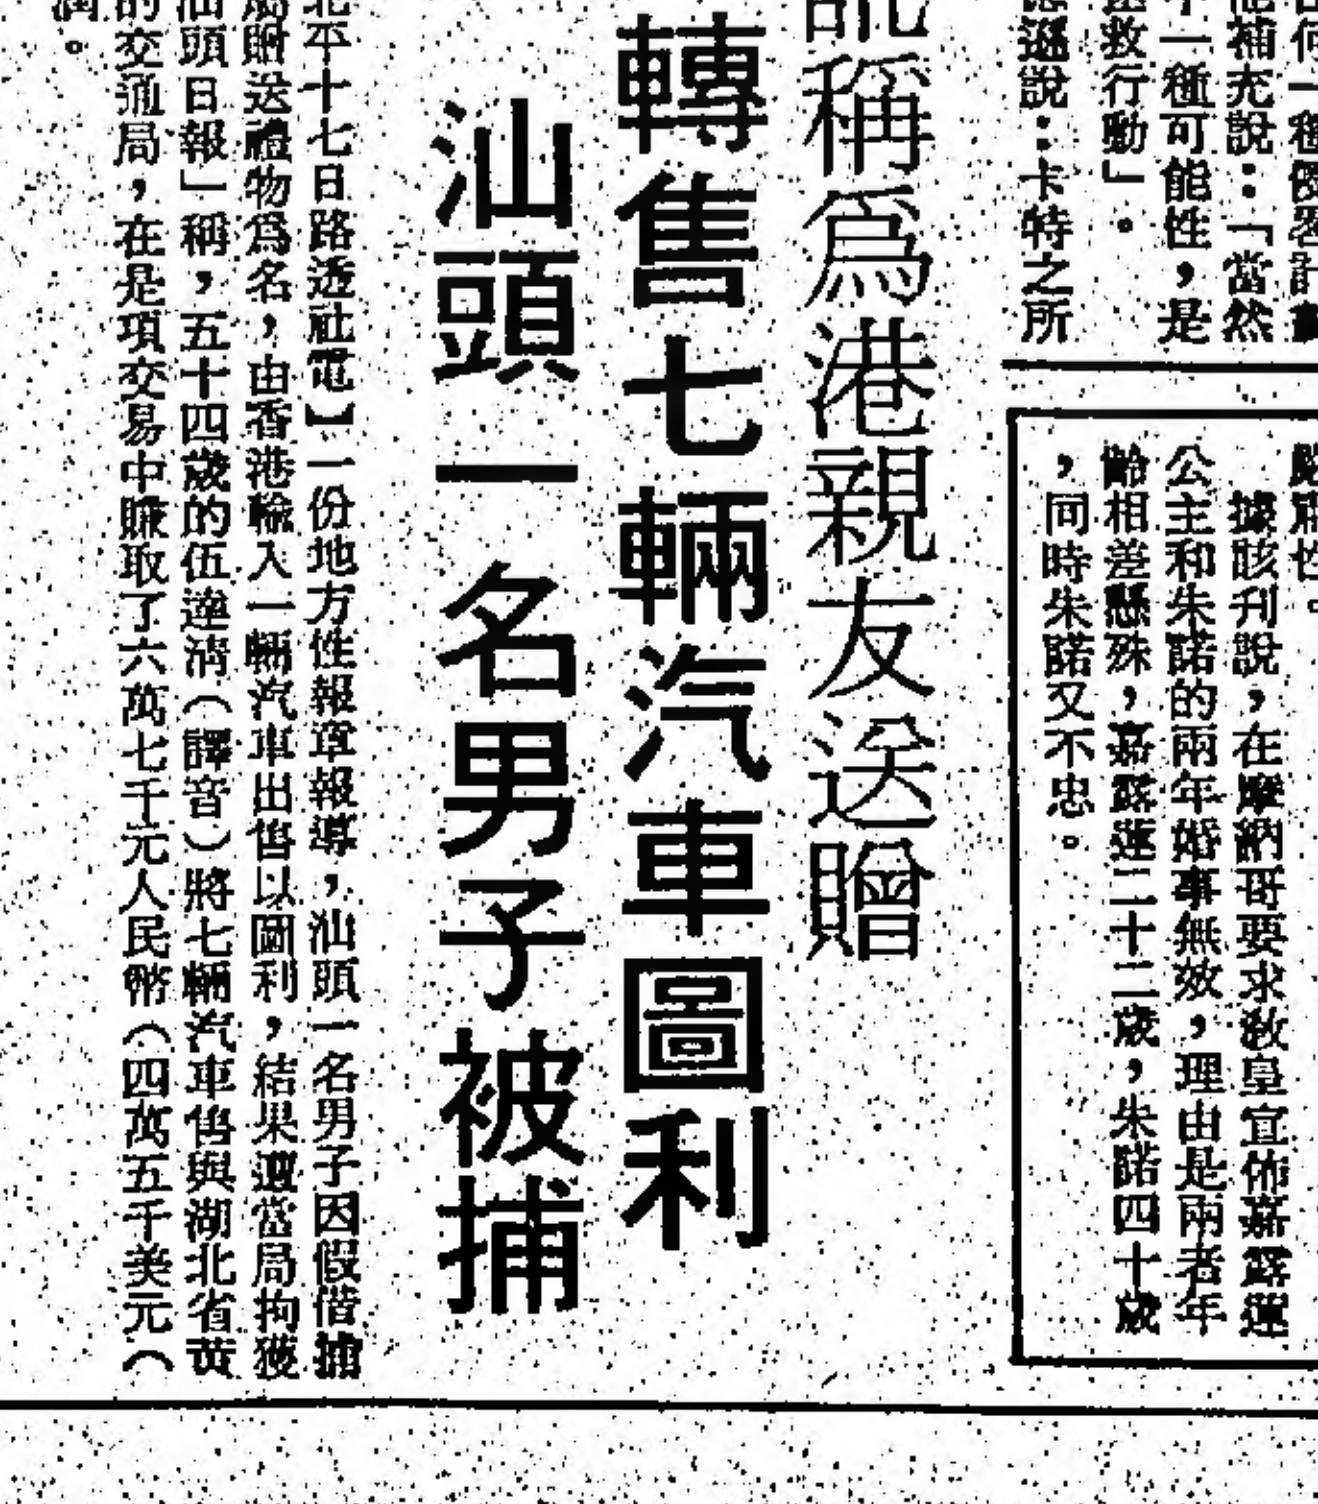 何一種
補充說：「當然
一種可能性，是
救行動」。
遜說：卡特之所
據該刊說，在摩納哥要求教皇宣佈嘉露蓮
公主和朱諾的兩年婚事無效，理由是兩者年
齡相差懸殊，嘉露蓮二十二歲，朱諾四十歲
，同時朱諾又不忠。
稱爲港親友送贈
轉售七輛汽車圖利
汕頭一名男子被捕
北平十七日路透社電】一份地方性報章報導，汕頭一名男子因假借
贈送禮物爲名，由香港輸入一輛汽車出售以圖利，結果遭當局拘獲
汕頭日報」稱，五十四歲的伍達淸（譯音）將七輛汽車售與湖北省黃
的交通局，在是項交易中賺取了六萬七千元人民幣（四萬五千美元（
潤。